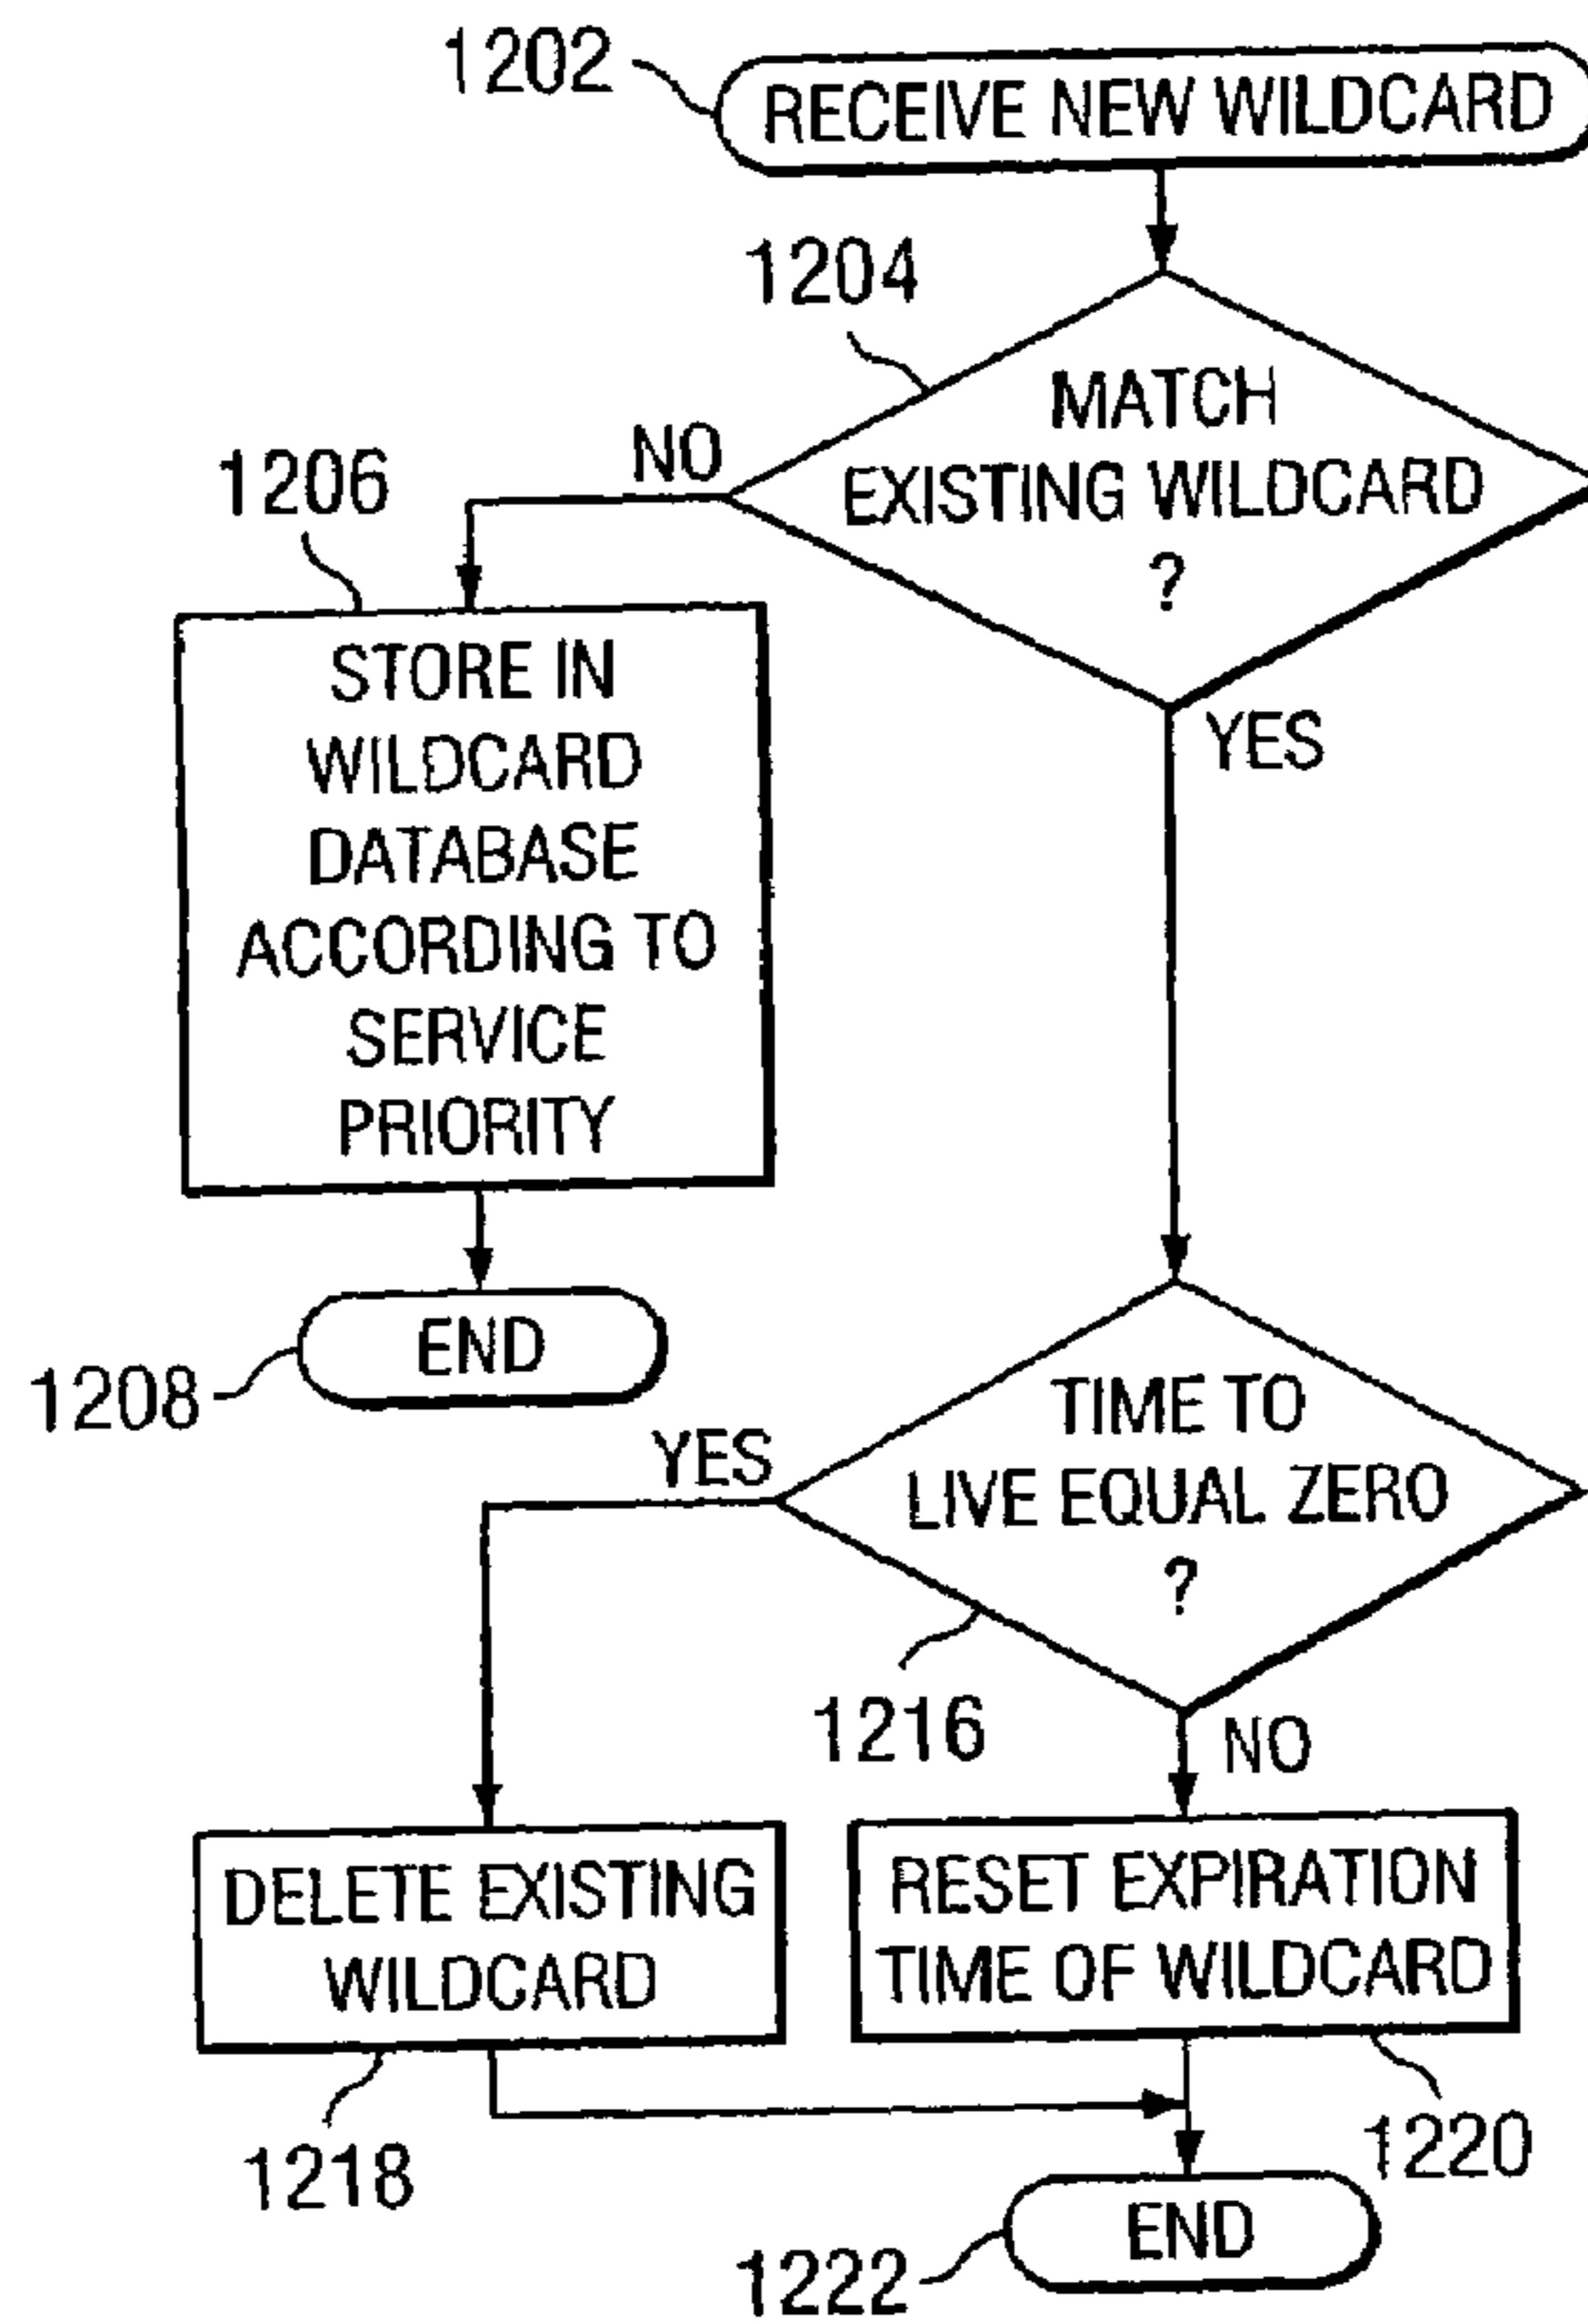 1202
RECEIVE NEW WILDCARD
1204
MATCH
EXISTING WILDCARD
?
NO
YES
1206
STORE IN
WILDCARD
DATABASE
ACCORDING TO
SERVICE
PRIORITY
END
1208
TIME TO
LIVE EQUAL ZERO
?
YES
1216
NO
DELETE EXISTING
WILDCARD
RESET EXPIRATION
TIME OF WILDCARD
1218
1220
END
1222